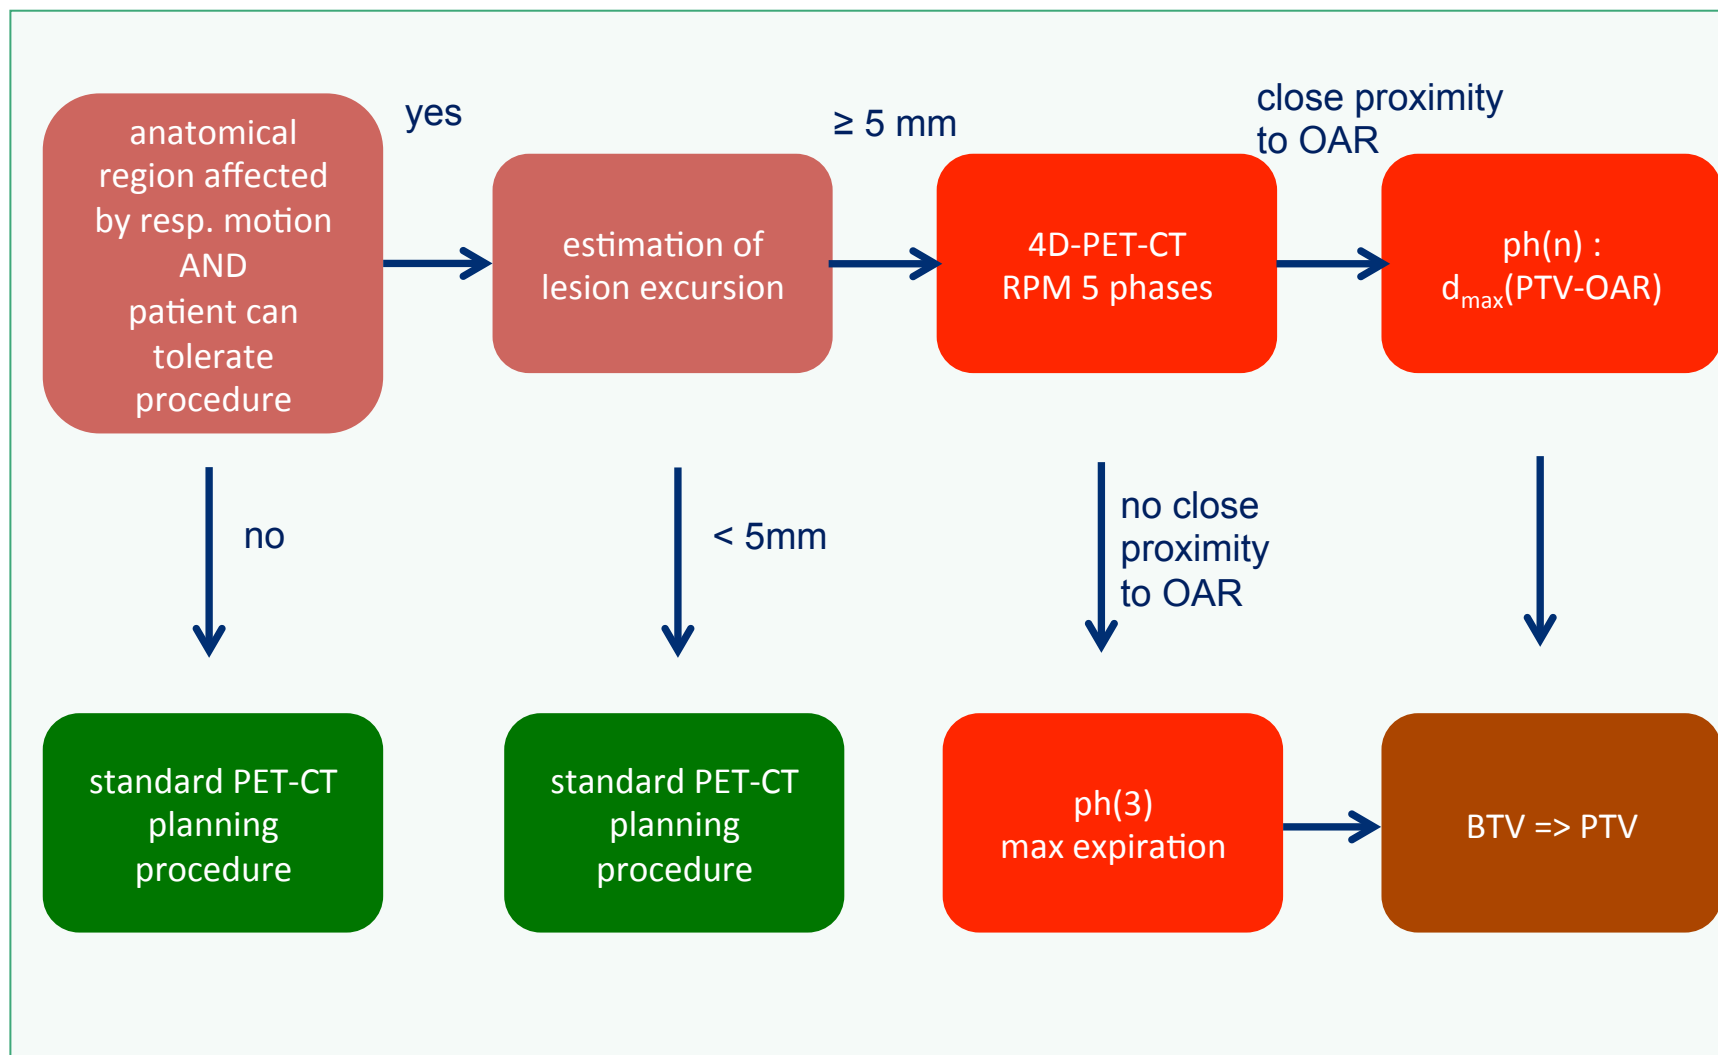 anatomical
region affected
by resp. motion
AND
patient can
tolerate
procedure
yes
estimation of
lesion excursion
≥ 5 mm
4D-PET-CT
RPM 5 phases
close proximity
to OAR
ph(n) :
dmax(PTV-OAR)
no
< 5mm
no close
proximity
to OAR
standard PET-CT
planning
procedure
standard PET-CT
planning
procedure
ph(3)
max expiration
BTV => PTV